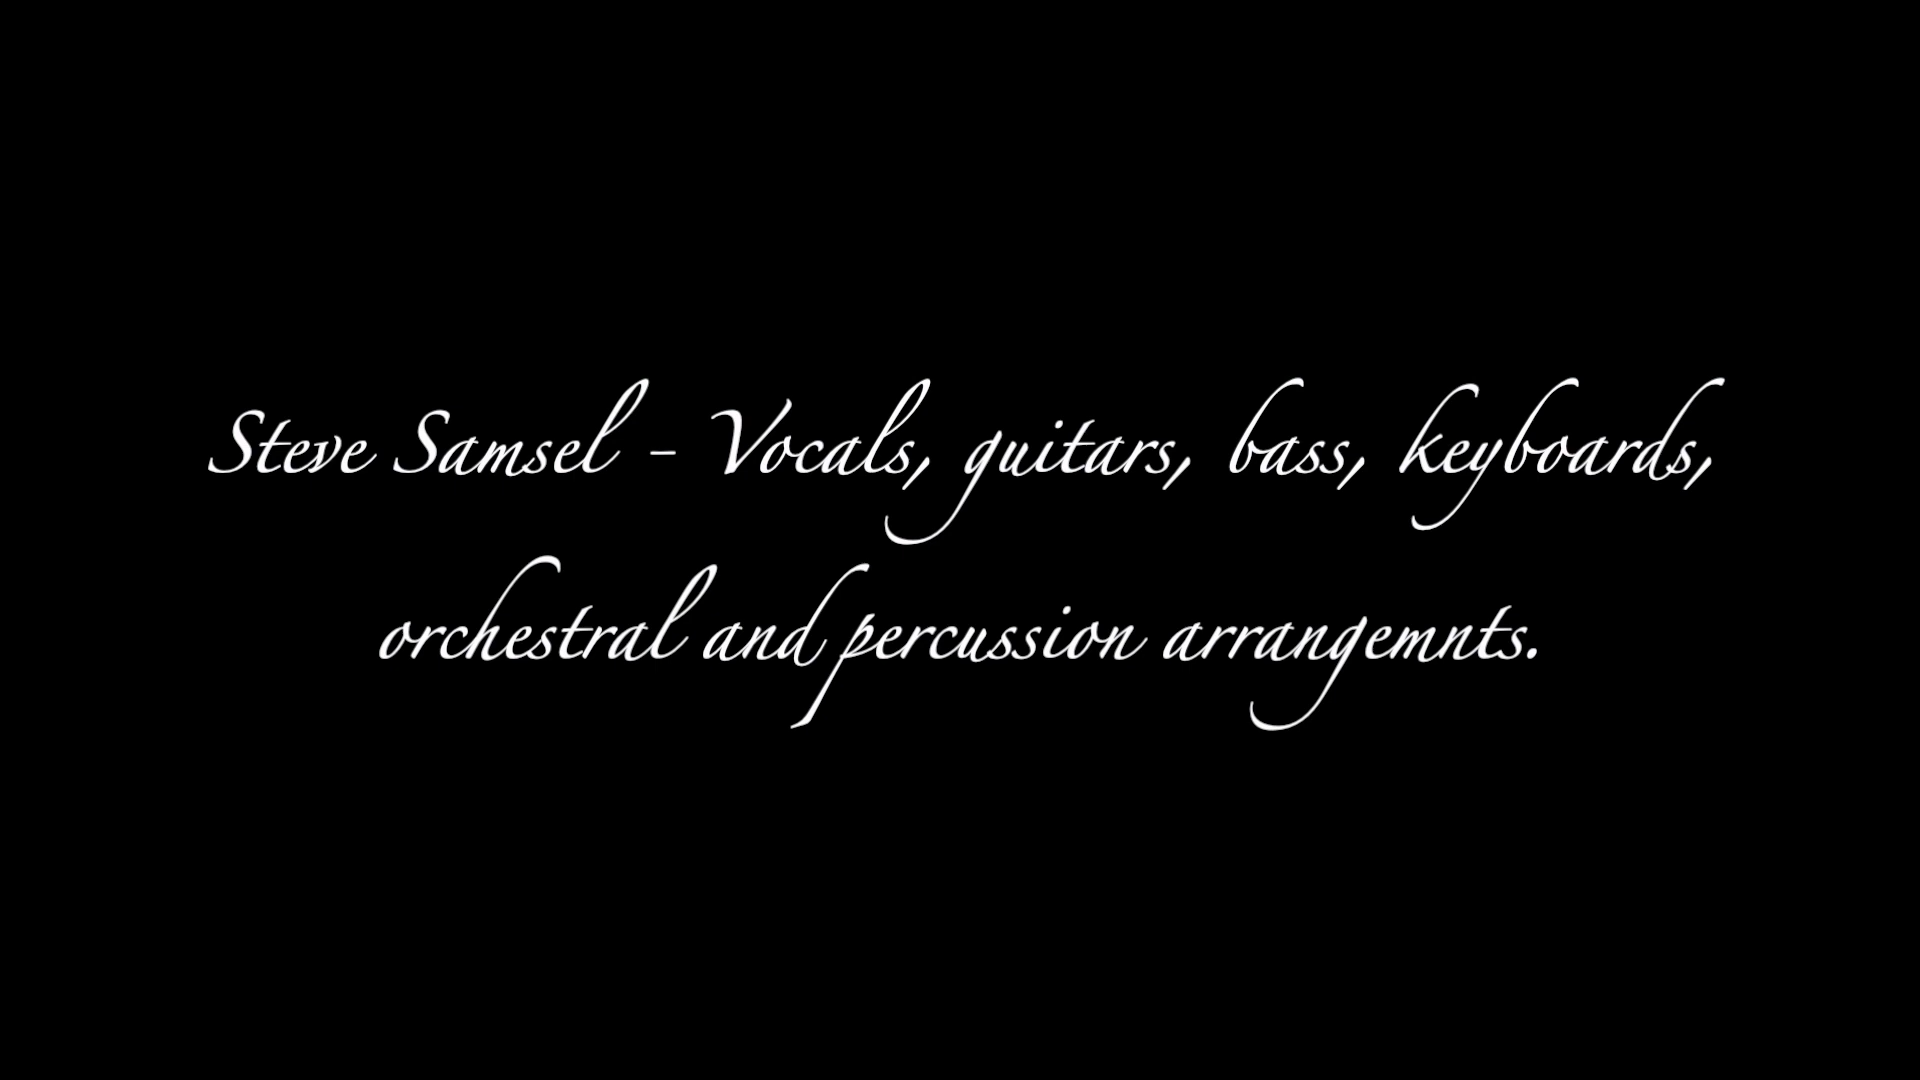 Steve Samsel - Vocals, guitars, bass, keyboards,
orchestral and percussion arrangemnts.